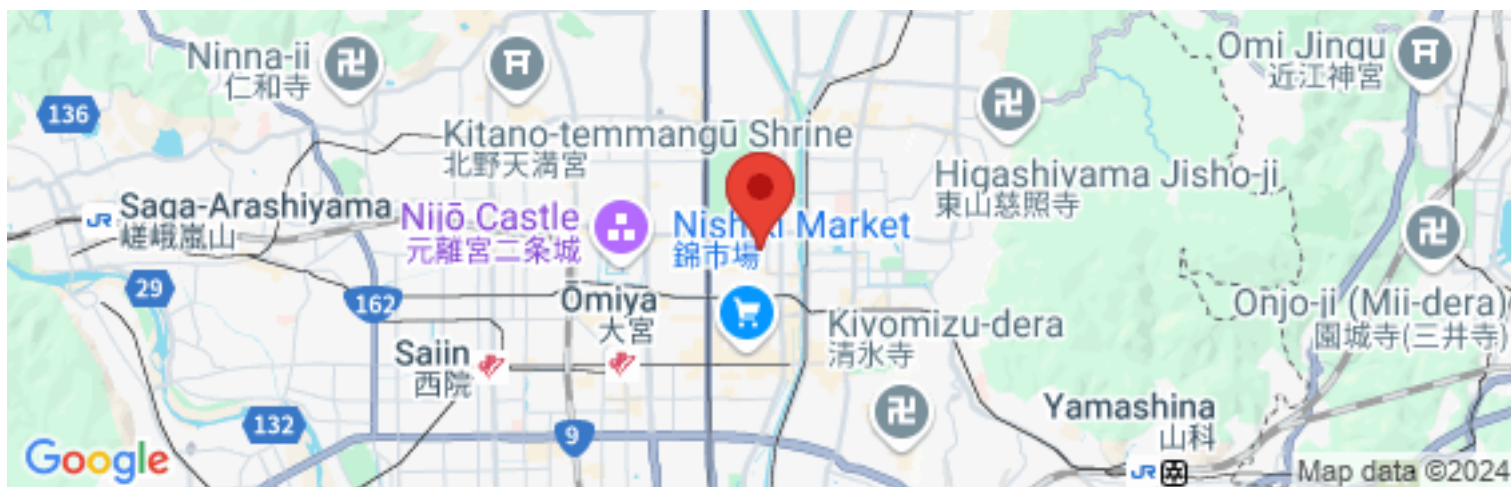 Ninna-ji
仁和寺
Omi Jingu
近江神宮
136
Kitano-temmangū Shrine
北野天満宮
Higashiyama Jisho-ji
東山慈照寺
JR Saga-Arashiyama
嵯峨嵐山
Nijō Castle
元離宮二条城
Nishiki Market
錦市場
29
162
Ōmiya
大宮
Onjo-ji (Mii-dera)
園城寺(三井寺)
Kiyomizu-dera
清水寺
Saiin
西院
132
9
Yamashina
山科
JR
Google
Map data ©2024